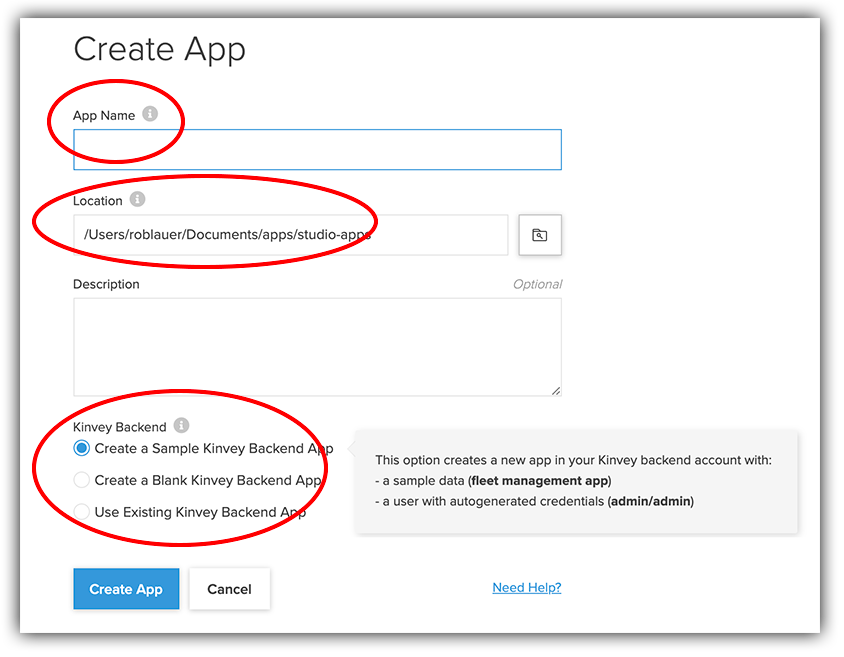 Create App
App Name
Location
/Users/roblauer/Documents/apps/studio-apps
Description Optional
Kinvey Backend
Create a Sample Kinvey Backend App
Create a Blank Kinvey Backend App
Use Existing Kinvey Backend App
This option creates a new app in your Kinvey backend account with:
- a sample data (fleet management app)
- a user with autogenerated credentials (admin/admin)
Create App Cancel Need Help?